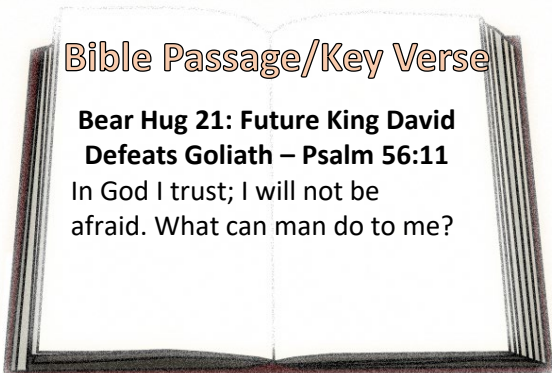 Bible Passage/Key Verse
Bear Hug 21: Future King David
Defeats Goliath – Psalm 56:11
In God I trust; I will not be
afraid. What can man do to me?